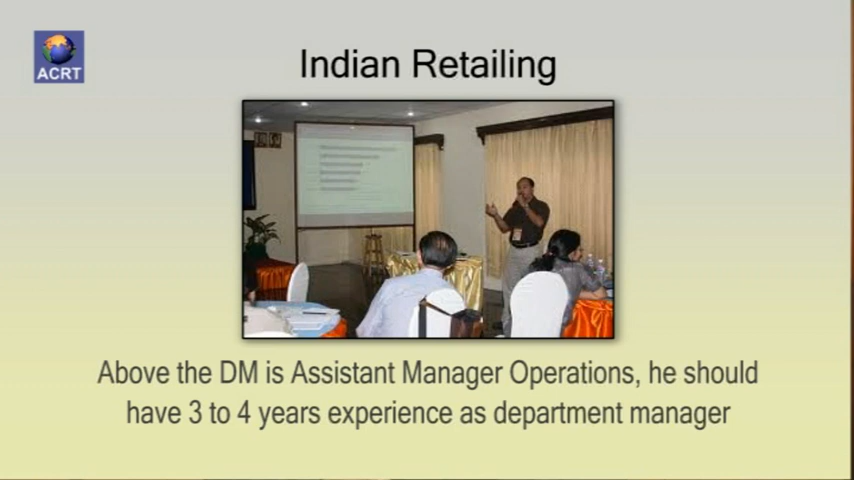 ACRT
Indian Retailing
Above the DM is Assistant Manager Operations, he should
have 3 to 4 years experience as department manager